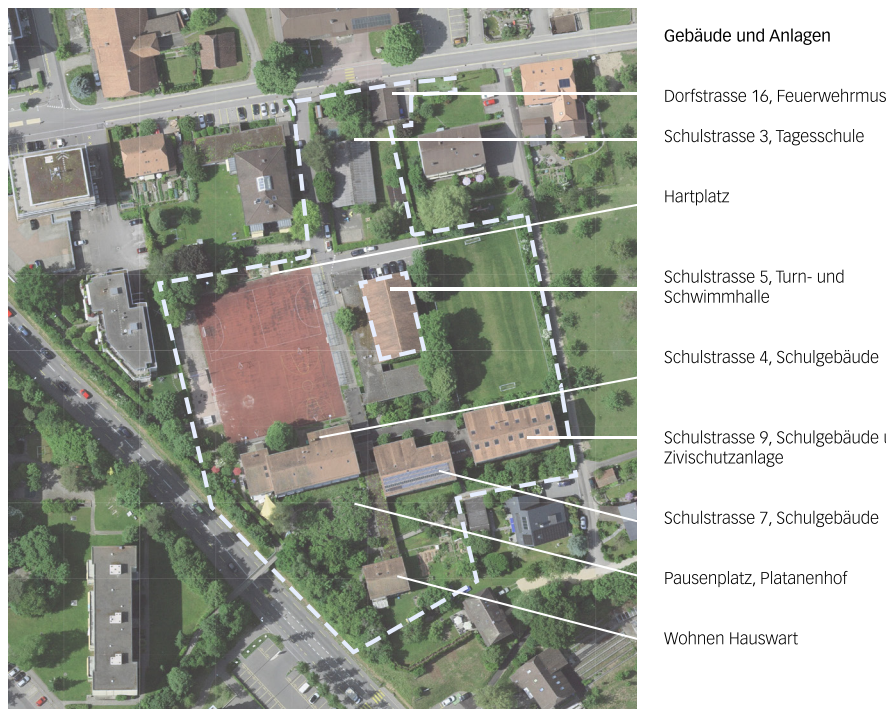 Gebäude und Anlagen
Dorfstrasse 16, Feuerwehrmus
Schulstrasse 3, Tagesschule
Hartplatz
Schulstrasse 5, Turn- und
Schwimmhalle
Schulstrasse 4, Schulgebäude
Schulstrasse 9, Schulgebäude u
Zivischutzanlage
Schulstrasse 7, Schulgebäude
Pausenplatz, Platanenhof
Wohnen Hauswart